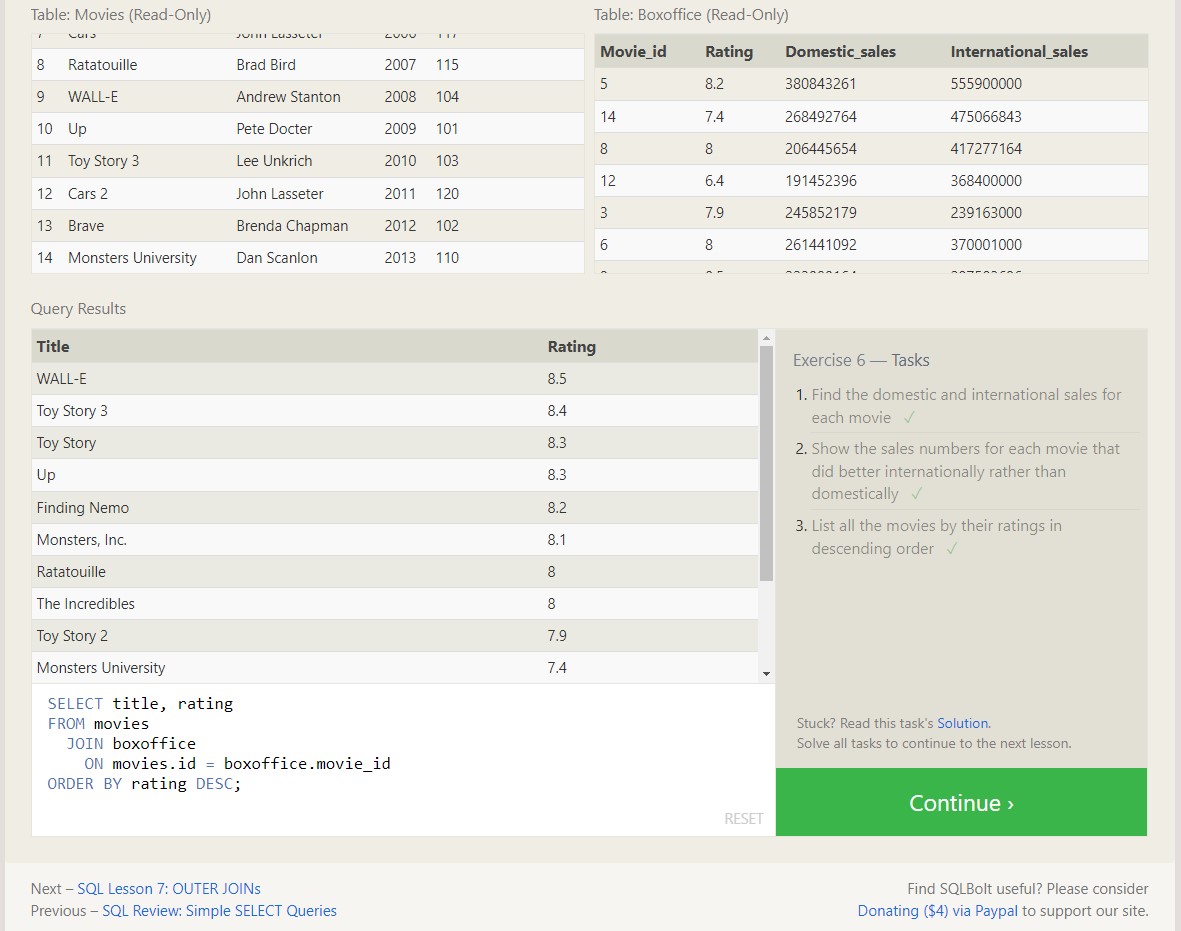 Table: Movies (Read-Only)
Table: Boxoffice (Read-Only)
8 Ratatouille Brad Bird 2007 115
9 WALL-E Andrew Stanton 2008 104
10 Up Pete Docter 2009 101
11 Toy Story 3 Lee Unkrich 2010 103
12 Cars 2 John Lasseter 2011 120
13 Brave Brenda Chapman 2012 102
14 Monsters University Dan Scanlon 2013 110
Movie_id Rating Domestic_sales International_sales
5 8.2 380843261 555900000
14 7.4 268492764 475066843
8 8 206445654 417277164
12 6.4 191452396 368400000
3 7.9 245852179 239163000
6 8 261441092 370001000
Query Results
Title Rating
WALL-E 8.5
Toy Story 3 8.4
Toy Story 8.3
Up 8.3
Finding Nemo 8.2
Monsters, Inc. 8.1
Ratatouille 8
The Incredibles 8
Toy Story 2 7.9
Monsters University 7.4
SELECT title, rating
FROM movies
JOIN boxoffice
ON movies.id = boxoffice.movie_id
ORDER BY rating DESC;
RESET
Exercise 6 — Tasks
1. Find the domestic and international sales for
each movie ✓
2. Show the sales numbers for each movie that
did better internationally rather than
domestically ✓
3. List all the movies by their ratings in
descending order ✓
Stuck? Read this task's Solution.
Solve all tasks to continue to the next lesson.
Continue ›
Next – SQL Lesson 7: OUTER JOINs
Previous – SQL Review: Simple SELECT Queries
Find SQLBolt useful? Please consider
Donating ($4) via Paypal to support our site.